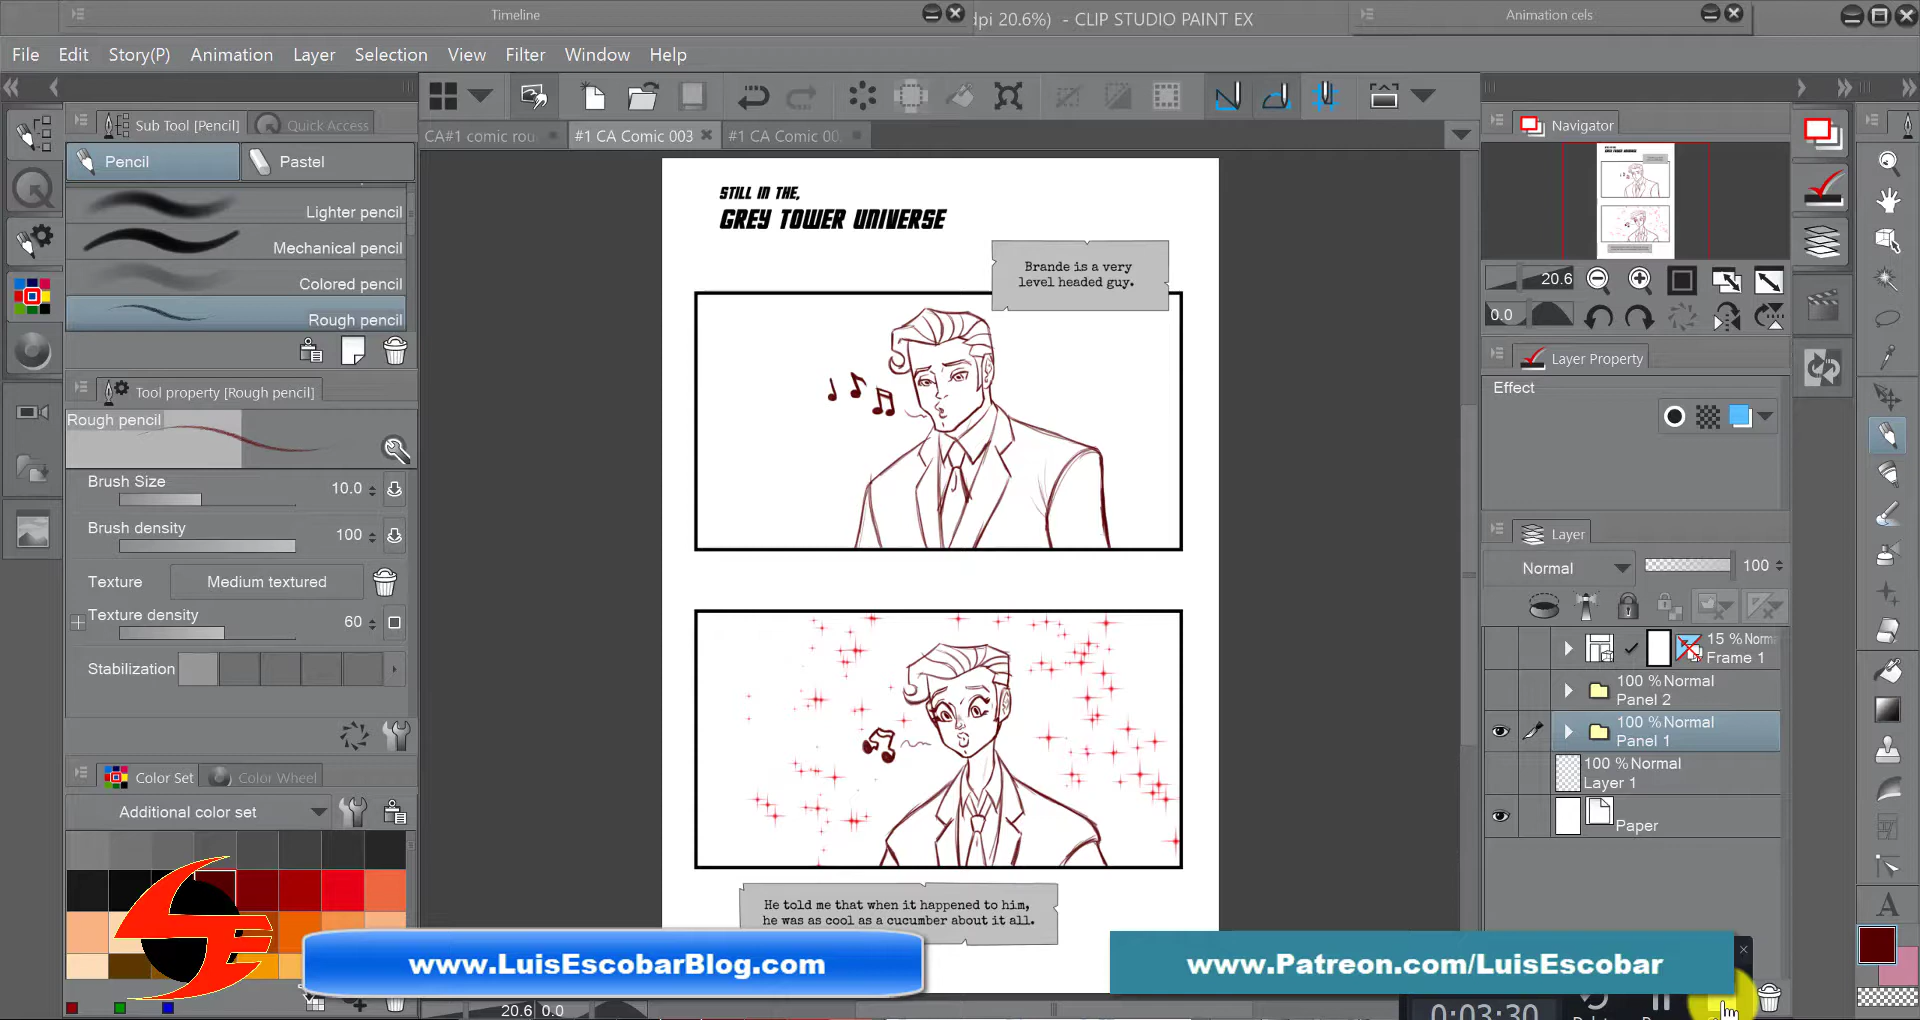 Timeline
dpi 20.6%) - CLIP STUDIO PAINT EX
Animation cels
File Edit Story(P) Animation Layer Selection View Filter Window Help
Sub Tool [Pencil]
Quick Access
CA#1 comic rou
#1 CA Comic 003
#1 CA Comic 00
Navigator
Pencil
Pastel
Lighter pencil
Mechanical pencil
Colored pencil
Rough pencil
STILL IN THE,
GREY TOWER UNIVERSE
Brande is a very
level headed guy.
20.6
0.0
Tool property [Rough pencil]
Rough pencil
Brush Size 10.0
Brush density 100
Texture Medium textured
Texture density 60
Stabilization
Layer Property
Effect
Layer
Normal 100
15 % Norma
Frame 1
100 % Normal
Panel 2
100 % Normal
Panel 1
100 % Normal
Layer 1
Paper
Color Set
Color Wheel
Additional color set
He told me that when it happened to him,
he was as cool as a cucumber about it all.
www.LuisEscobarBlog.com
www.Patreon.com/LuisEscobar
20.6 0.0
0:03:30